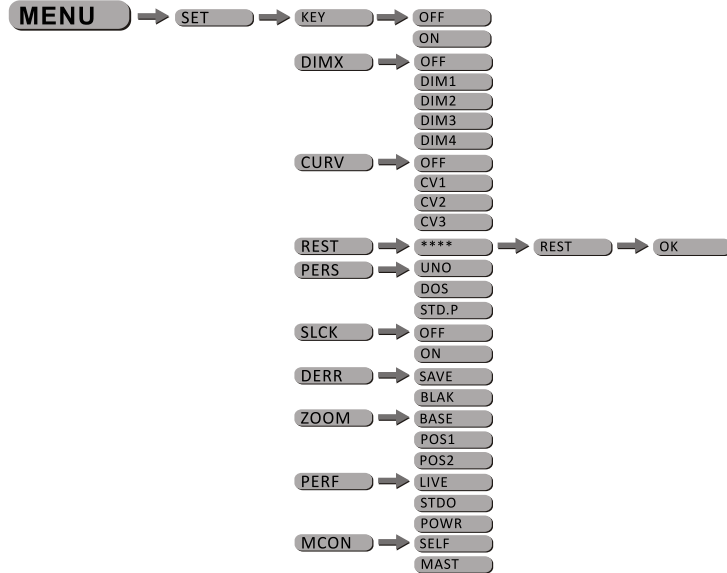 MENU SET KEY OFF
ON
DIMX OFF
DIM1
DIM2
DIM3
DIM4
CURV OFF
CV1
CV2
CV3
REST **** REST OK
PERS UNO
DOS
STD.P
SLCK OFF
ON
DERR SAVE
BLAK
ZOOM BASE
POS1
POS2
PERF LIVE
STDO
POWR
MCON SELF
MAST